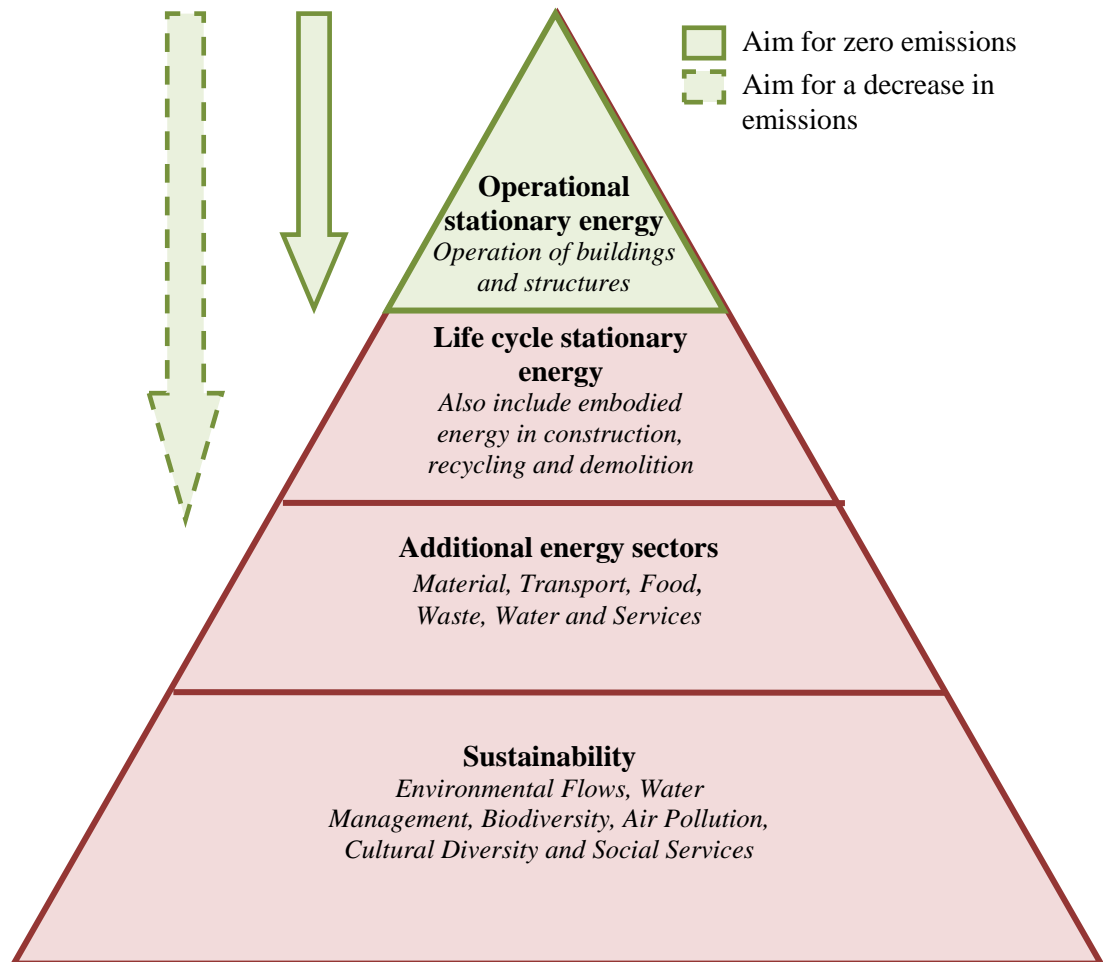 Aim for zero emissions
Aim for a decrease in
emissions
Operational
stationary energy
Operation of buildings
and structures
Life cycle stationary
energy
Also include embodied
energy in construction,
recycling and demolition
Additional energy sectors
Material, Transport, Food,
Waste, Water and Services
Sustainability
Environmental Flows, Water
Management, Biodiversity, Air Pollution,
Cultural Diversity and Social Services